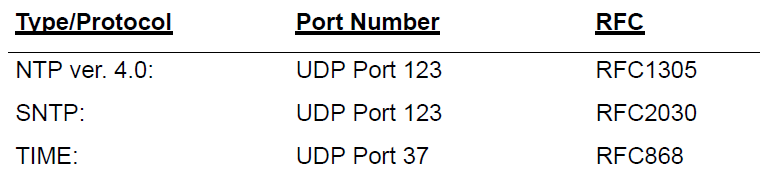 Type/Protocol Port Number RFC
NTP ver. 4.0: UDP Port 123 RFC1305
SNTP: UDP Port 123 RFC2030
TIME: UDP Port 37 RFC868